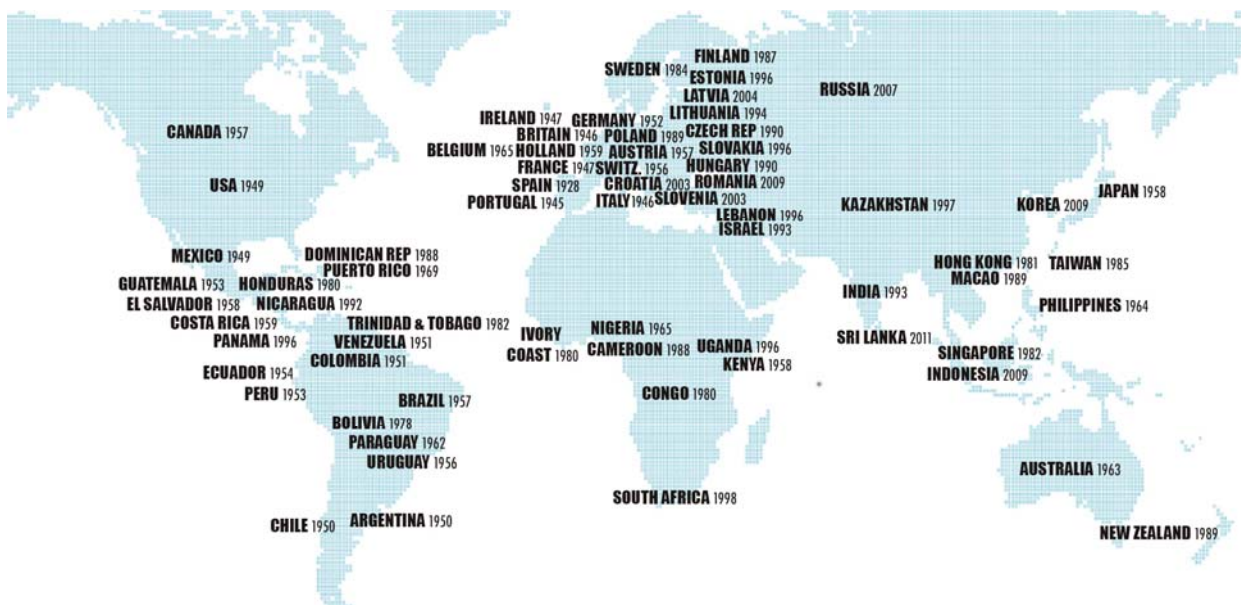 FINLAND 1987
SWEDEN 1984
ESTONIA 1996
RUSSIA 2007
LATVIA 2004
LITHUANIA 1994
IRELAND 1947
GERMANY 1952
CANADA 1957
BRITAIN 1946
POLAND 1989
CZECH REP 1990
BELGIUM 1965
HOLLAND 1959
AUSTRIA 1957
SLOVAKIA 1996
FRANCE 1947
SWITZ. 1956
HUNGARY 1990
USA 1949
SPAIN 1928
CROATIA 2003
ROMANIA 2009
JAPAN 1958
PORTUGAL 1945
ITALY 1946
SLOVENIA 2003
KAZAKHSTAN 1997
KOREA 2009
LEBANON 1996
ISRAEL 1993
MEXICO 1949
DOMINICAN REP 1988
HONG KONG 1981
TAIWAN 1985
PUERTO RICO 1969
MACAO 1989
GUATEMALA 1953
HONDURAS 1980
INDIA 1993
EL SALVADOR 1958
NICARAGUA 1992
PHILIPPINES 1964
COSTA RICA 1959
TRINIDAD & TOBAGO 1982
IVORY
COAST 1980
NIGERIA 1965
PANAMA 1996
VENEZUELA 1951
CAMEROON 1988
UGANDA 1996
SRI LANKA 2011
COLOMBIA 1951
KENYA 1958
SINGAPORE 1982
ECUADOR 1954
INDONESIA 2009
PERU 1953
BRAZIL 1957
CONGO 1980
BOLIVIA 1978
PARAGUAY 1962
URUGUAY 1956
AUSTRALIA 1963
SOUTH AFRICA 1998
CHILE 1950
ARGENTINA 1950
NEW ZEALAND 1989